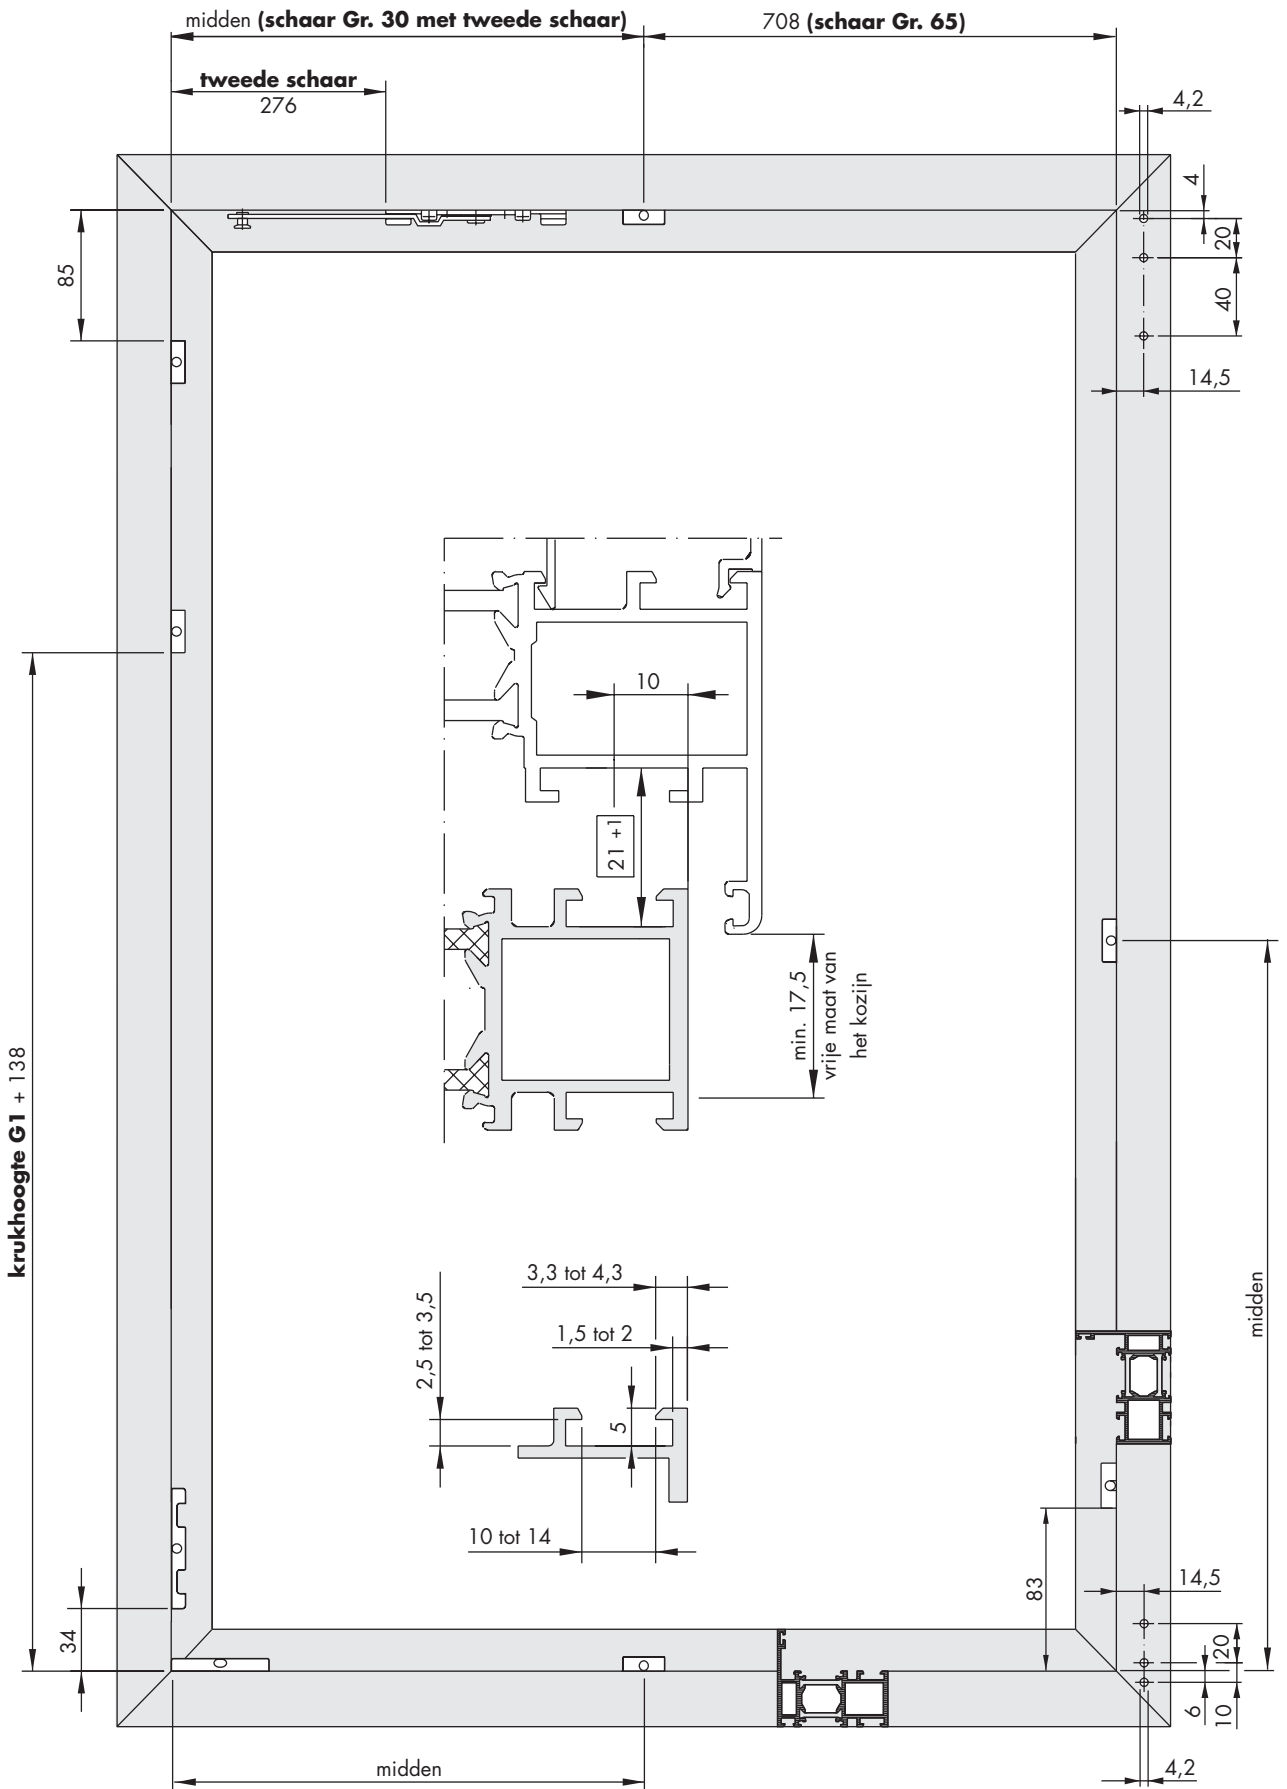 midden (schaar Gr. 30 met tweede schaar)
708 (schaar Gr. 65)
tweede schaar
276
4,2
4
20
40
85
14,5
10
21 +1
min. 17,5
vrije maat van
het kozijn
krukhoogte G1 + 138
3,3 tot 4,3
2,5 tot 3,5
1,5 tot 2
5
10 tot 14
midden
83
14,5
34
20
6
10
midden
4,2